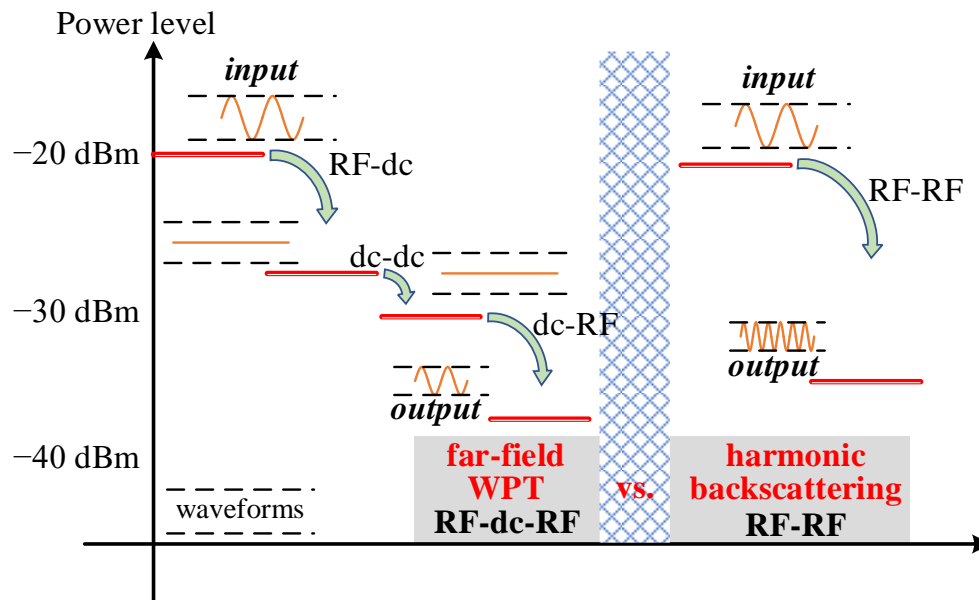 Power level
input
input
−20 dBm
RF-dc
RF-RF
dc-dc
−30 dBm
dc-RF
output
output
−40 dBm
waveforms
far-field
WPT
RF-dc-RF
vs.
harmonic
backscattering
RF-RF